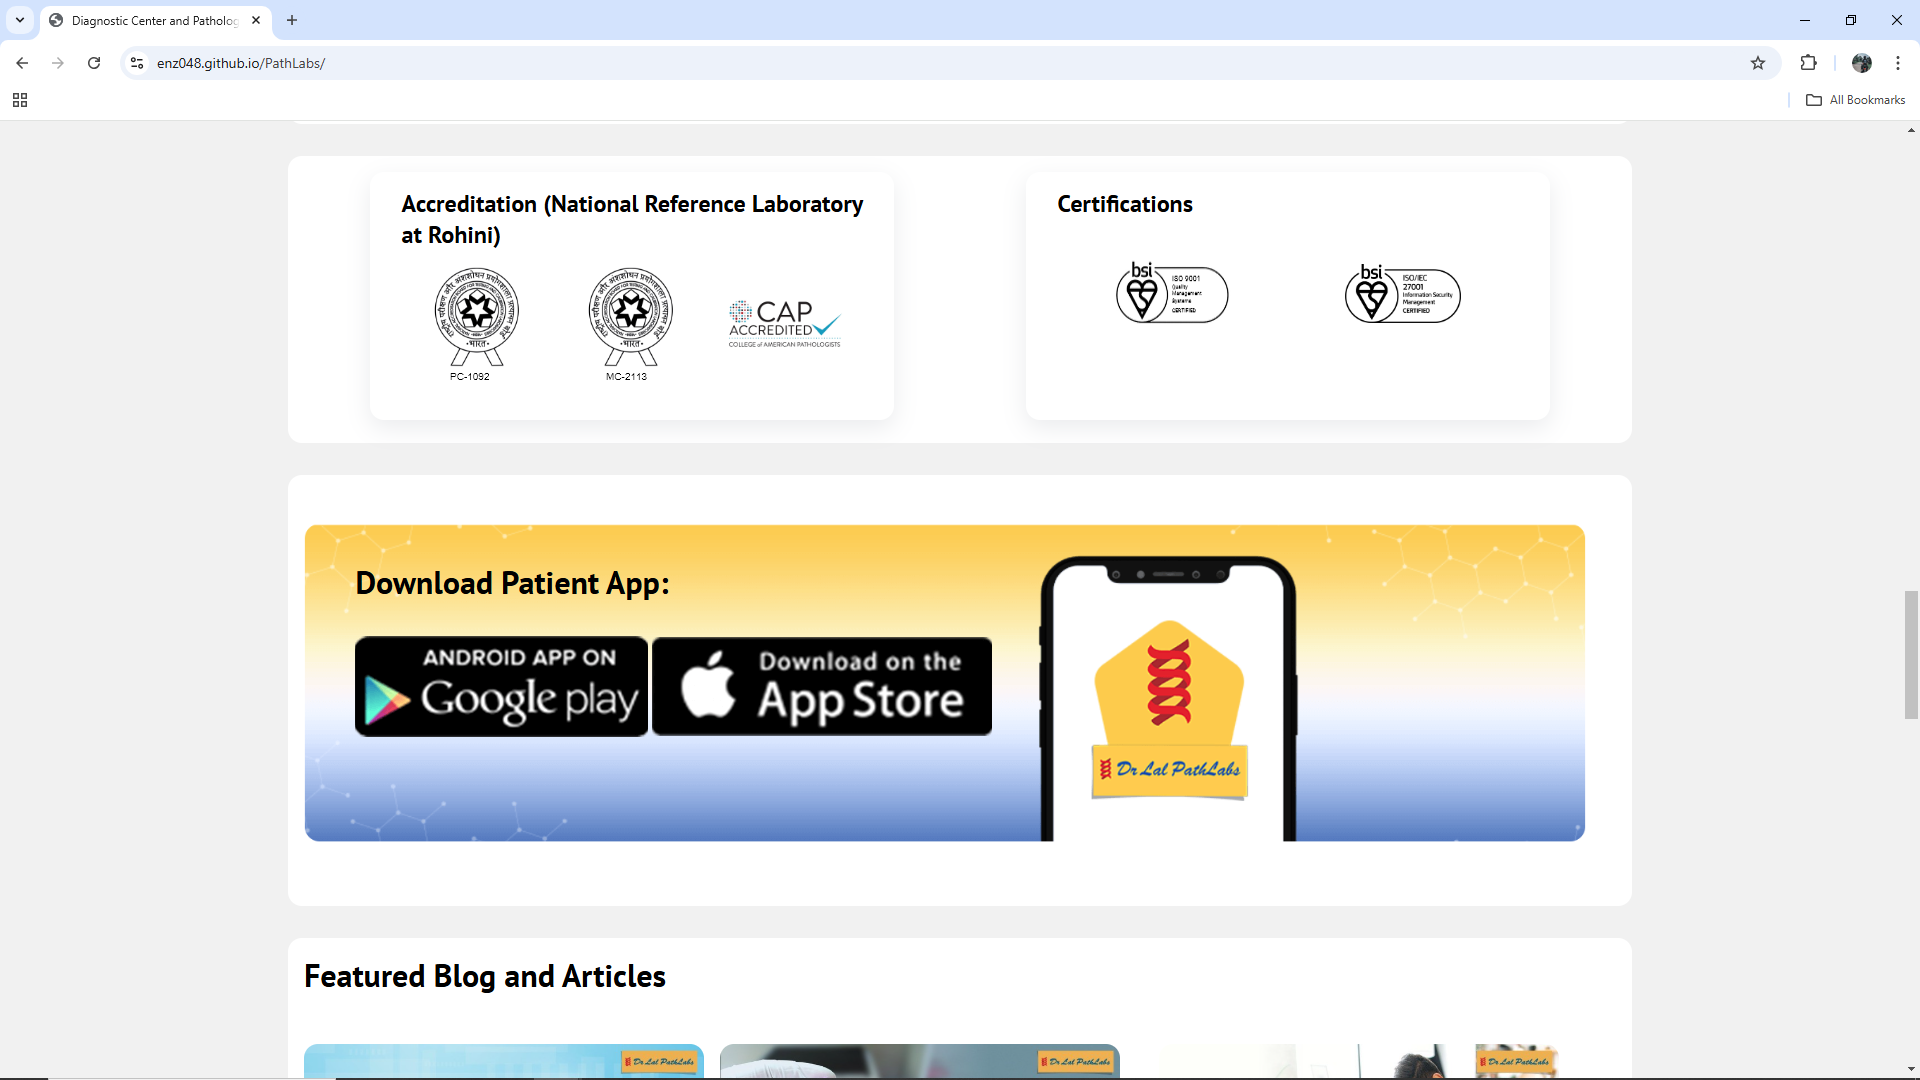 Diagnostic Center and Patholog
enz048.github.io/PathLabs/
All Bookmarks
Accreditation (National Reference Laboratory
at Rohini)
Certifications
भारत
PC-1092
भारत
MC-2113
CAP
ACCREDITED
COLLEGE of AMERICAN PATHOLOGISTS
bsi
ISO 9001
Quality
Management
Systems
CERTIFIED
bsi
ISO/IEC
27001
Information Security
Management
CERTIFIED
Download Patient App:
ANDROID APP ON
Google play
Download on the
App Store
Dr Lal PathLabs
Featured Blog and Articles
Dr Lal PathLabs
Dr Lal PathLabs
Dr Lal PathLabs